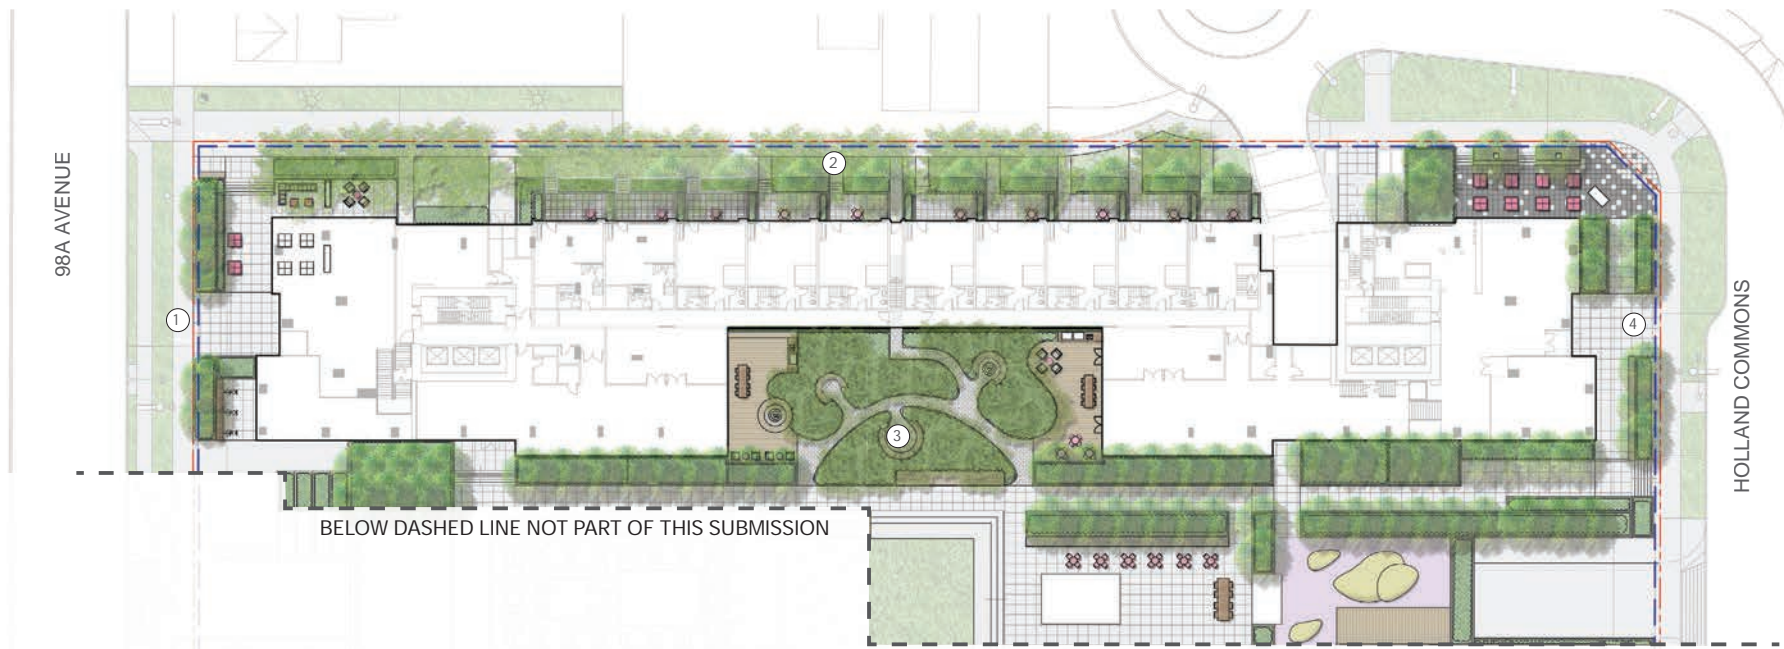 98A AVENUE
2
1
4
HOLLAND COMMONS
3
BELOW DASHED LINE NOT PART OF THIS SUBMISSION